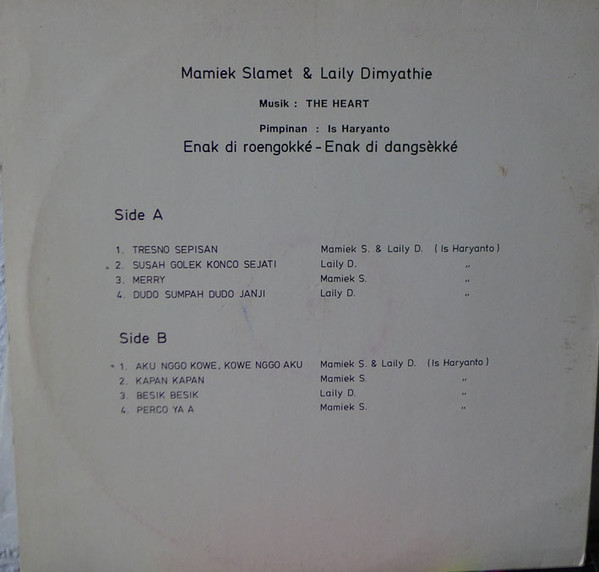 Mamiek Slamet & Laily Dimyathie
Musik : THE HEART
Pimpinan : Is Haryanto
Enak di roengokké - Enak di dangsèkké
Side A
1. TRESNO SEPISAN Mamiek S. & Laily D. ( Is Haryanto )
2. SUSAH GOLEK KONCO SEJATI Laily D. „
3. MERRY Mamiek S. „
4. DUDO SUMPAH DUDO JANJI Laily D. „
Side B
1. AKU NGGO KOWE, KOWE NGGO AKU Mamiek S. & Laily D. ( Is Haryanto )
2. KAPAN KAPAN Mamiek S. „
3. BESIK BESIK Laily D. „
4. PERCO YA A Mamiek S. „